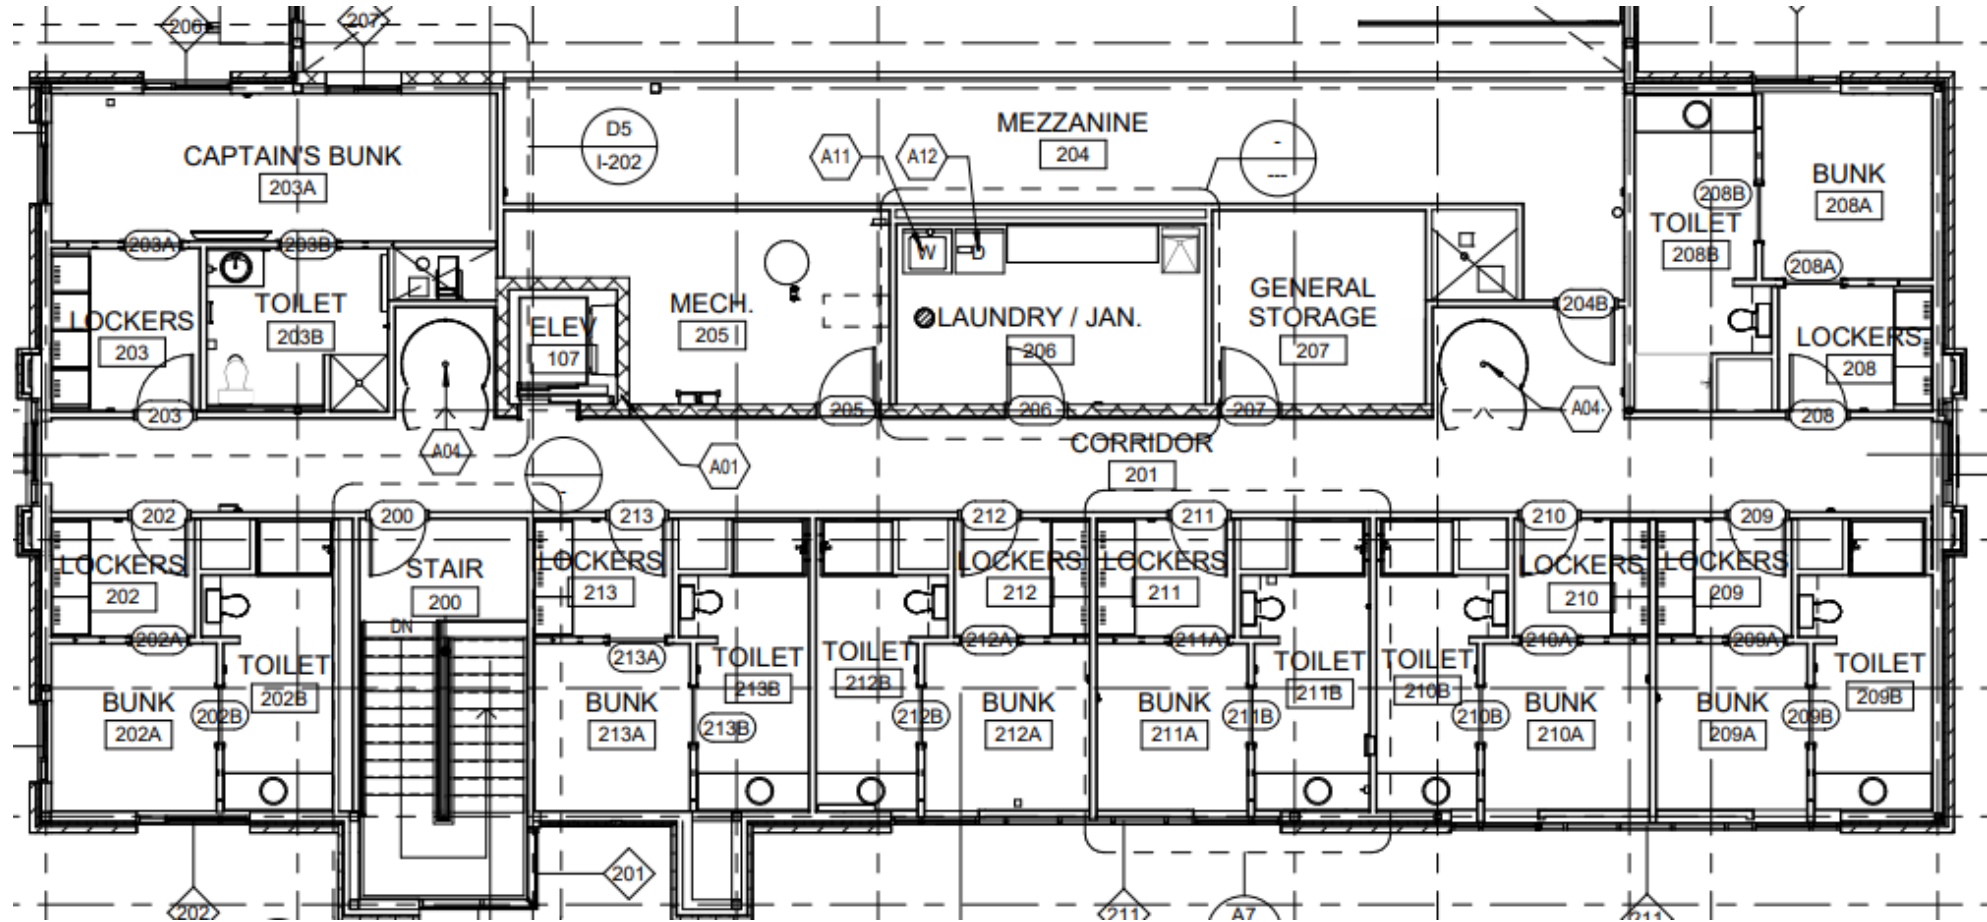 206
207
D5
I-202
MEZZANINE
204
A11
A12
-
---
CAPTAIN'S BUNK
203A
BUNK
208A
208B
TOILET
208B
203A
203B
W
D
208A
LOCKERS
203
TOILET
203B
ELEV
107
MECH.
205
LAUNDRY / JAN.
206
GENERAL
STORAGE
207
204B
LOCKERS
208
203
205
206
207
A04
208
A04
A01
CORRIDOR
201
-
202
200
213
212
211
210
209
LOCKERS
202
STAIR
200
LOCKERS
213
LOCKERS
212
LOCKERS
211
LOCKERS
210
LOCKERS
209
DN
202A
213A
212A
211A
210A
209A
TOILET
202B
TOILET
213B
TOILET
212B
TOILET
211B
TOILET
210B
TOILET
209B
BUNK
202A
202B
BUNK
213A
213B
212B
BUNK
212A
BUNK
211A
211B
210B
BUNK
210A
BUNK
209A
209B
201
202
211
A7
211